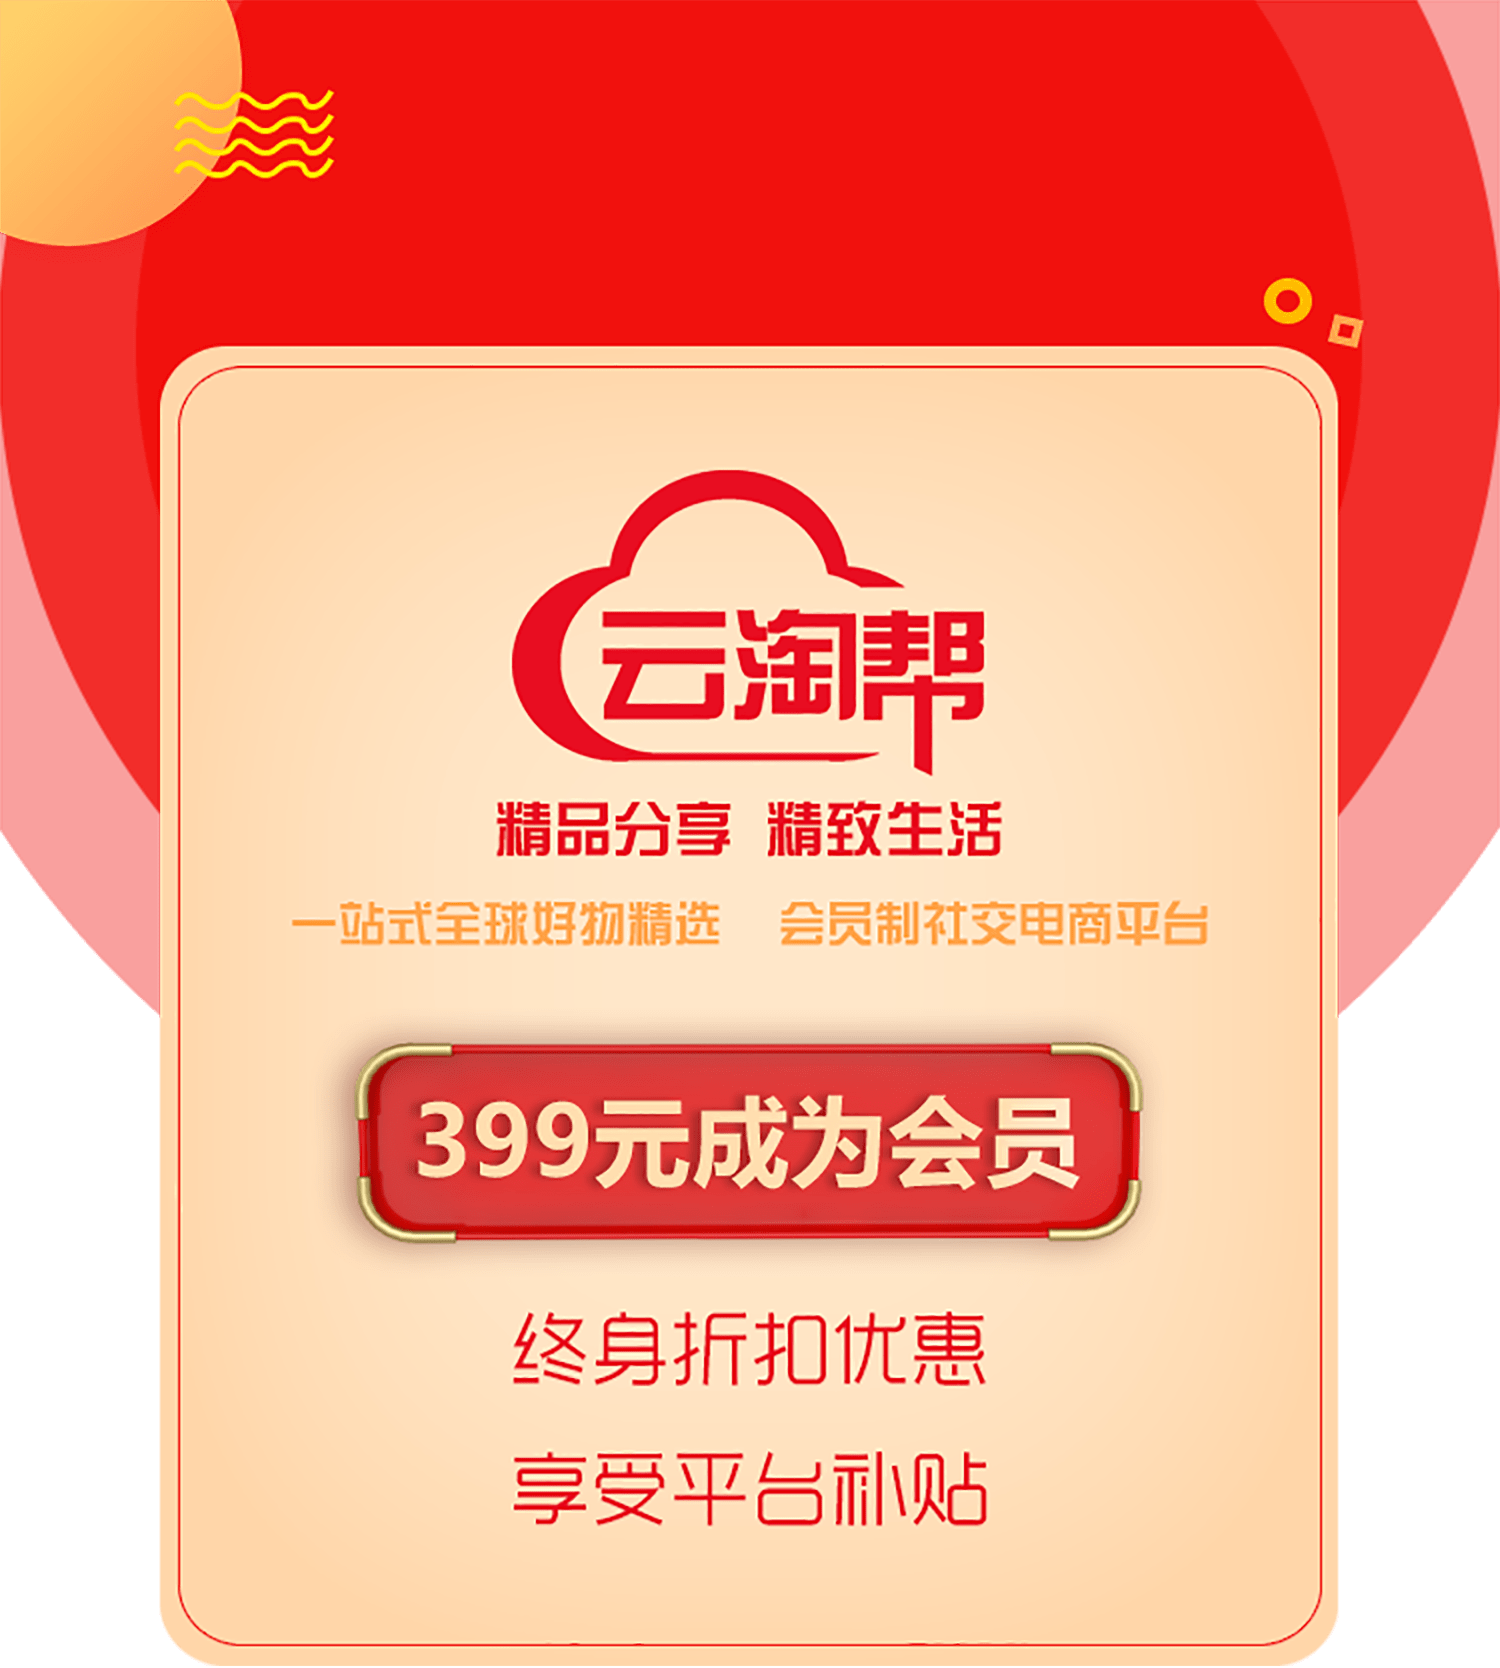 云淘帮
精品分享 精致生活
一站式全球好物精选 会员制社交电商平台
399元成为会员
终身折扣优惠
享受平台补贴